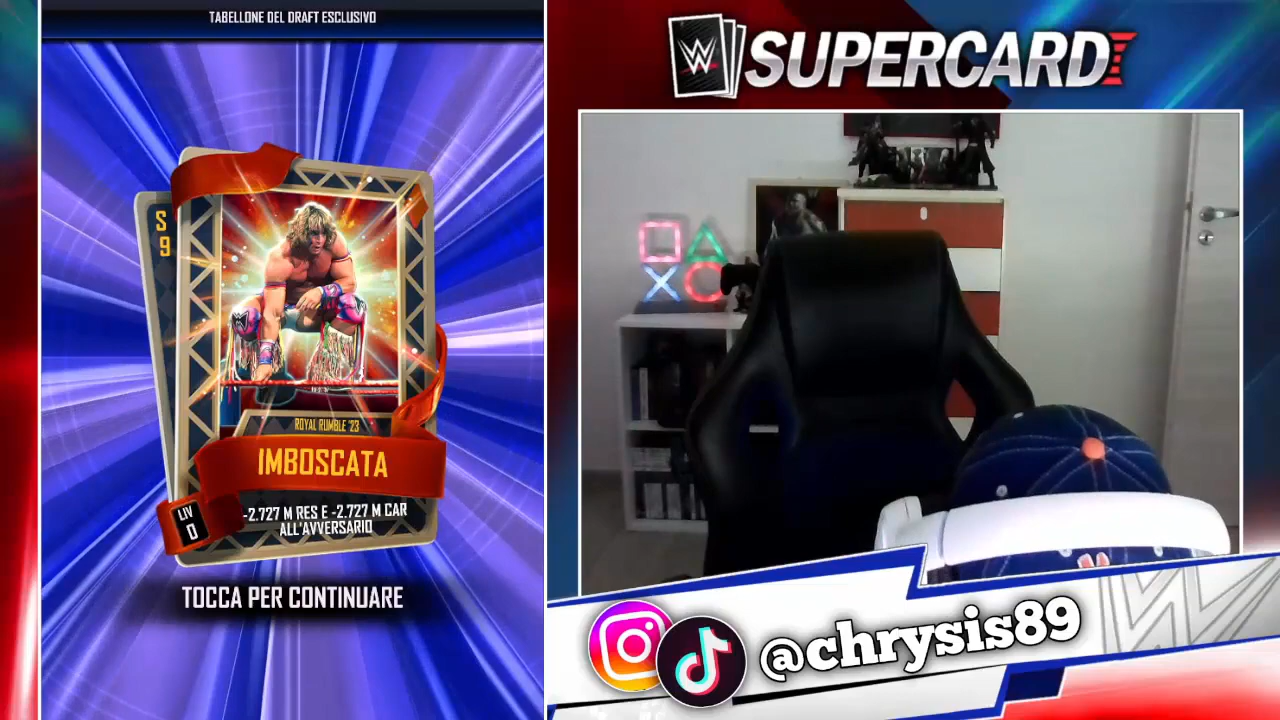 TABELLONE DEL DRAFT ESCLUSIVO
S
9
ROYAL RUMBLE '23
IMBOSCATA
LIV
0
-2.727 M RES E -2.727 M CAR
ALL'AVVERSARIO
TOCCA PER CONTINUARE
W SUPERCARD
@chrysis89